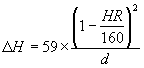 ΔH = 59 × (1 − HR/160)² / d